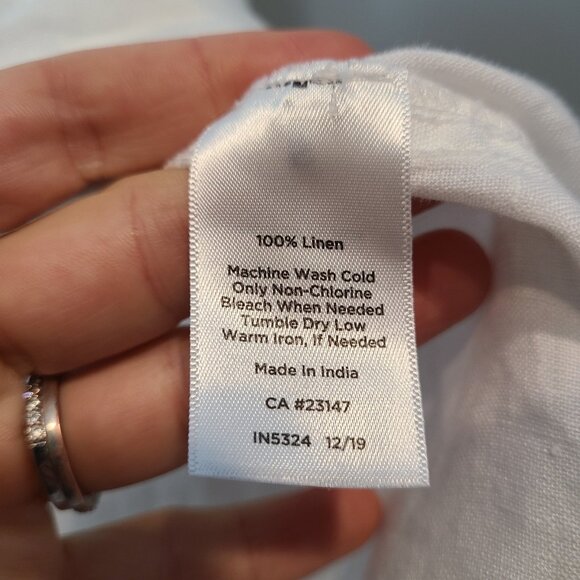 100% Linen
Machine Wash Cold
Only Non-Chlorine
Bleach When Needed
Tumble Dry Low
Warm Iron, If Needed
Made In India
CA #23147
IN5324 12/19